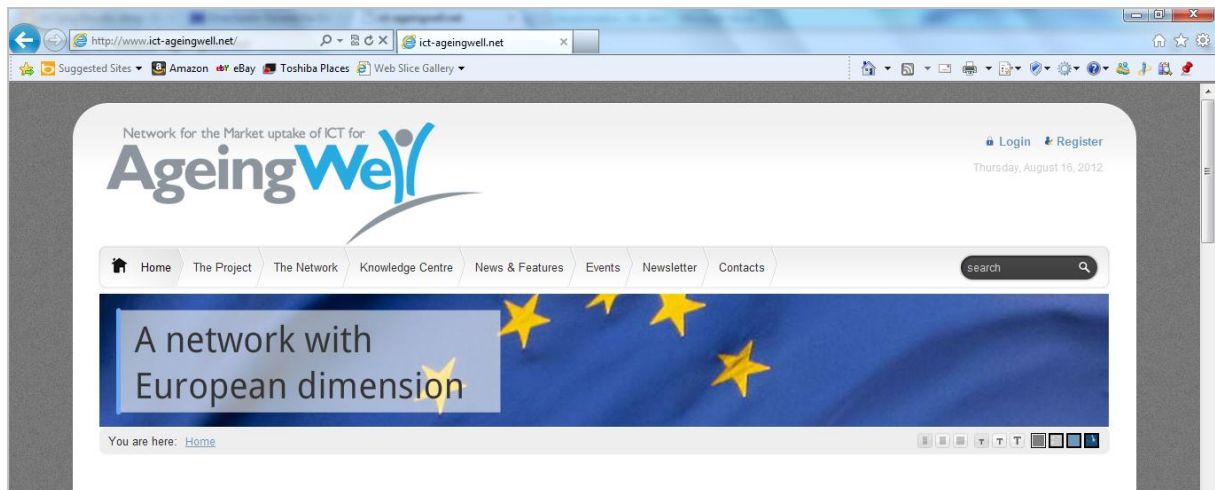 http://www.ict-ageingwell.net/
ict-ageingwell.net
Suggested Sites
Amazon
eBay
Toshiba Places
Web Slice Gallery
Network for the Market uptake of ICT for
AgeingWell
Login Register
Thursday, August 16, 2012
Home The Project The Network Knowledge Centre News & Features Events Newsletter Contacts
search
A network with
European dimension
You are here: Home
T T T